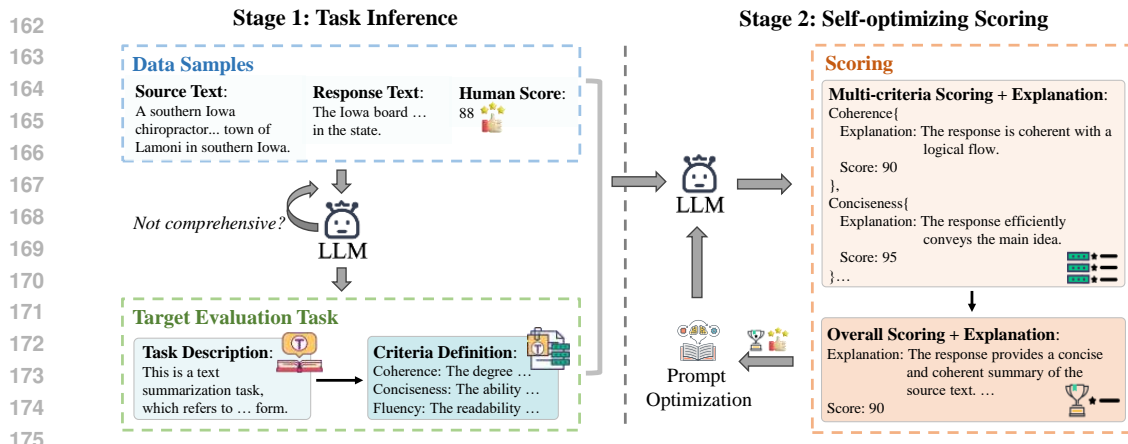 162
163
164
165
166
167
168
169
170
171
172
173
174
175
Stage 1: Task Inference
Data Samples
Source Text:
A southern Iowa
chiropractor... town of
Lamoni in southern Iowa.
Response Text:
The Iowa board …
in the state.
Human Score:
88
Not comprehensive?
LLM
Target Evaluation Task
Task Description:
This is a text
summarization task,
which refers to … form.
T
Criteria Definition:
Coherence: The degree …
Conciseness: The ability …
Fluency: The readability …
T
Stage 2: Self-optimizing Scoring
LLM
Prompt
Optimization
Scoring
Multi-criteria Scoring + Explanation:
Coherence{
Explanation: The response is coherent with a
logical flow.
Score: 90
},
Conciseness{
Explanation: The response efficiently
conveys the main idea.
Score: 95
}…
Overall Scoring + Explanation:
Explanation: The response provides a concise
and coherent summary of the
source text. …
Score: 90